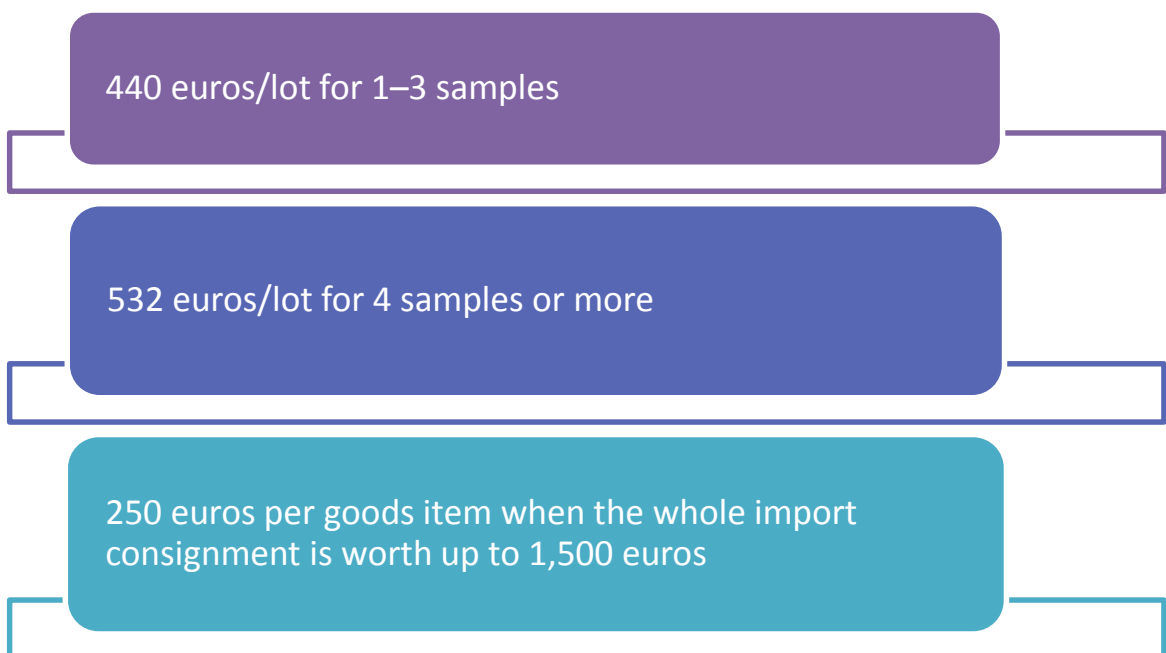 440 euros/lot for 1–3 samples
532 euros/lot for 4 samples or more
250 euros per goods item when the whole import
consignment is worth up to 1,500 euros